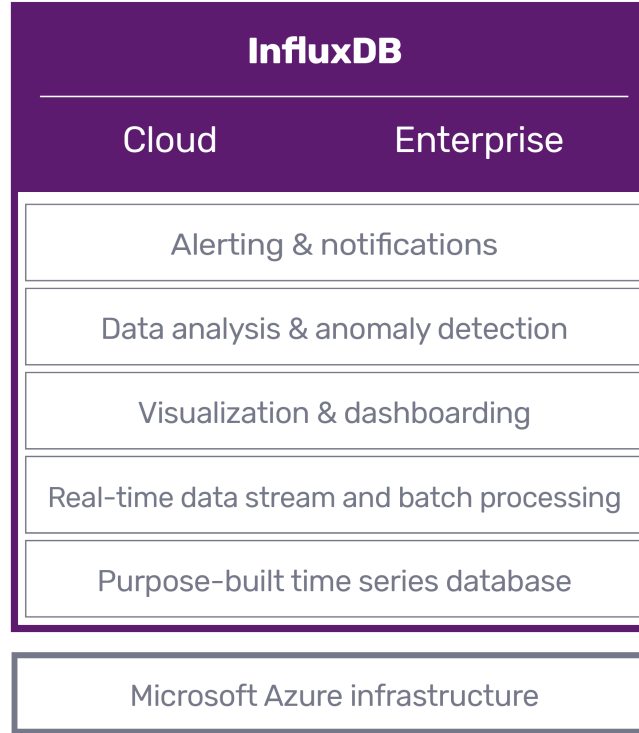 InfluxDB
Cloud Enterprise
Alerting & notifications
Data analysis & anomaly detection
Visualization & dashboarding
Real-time data stream and batch processing
Purpose-built time series database
Microsoft Azure infrastructure